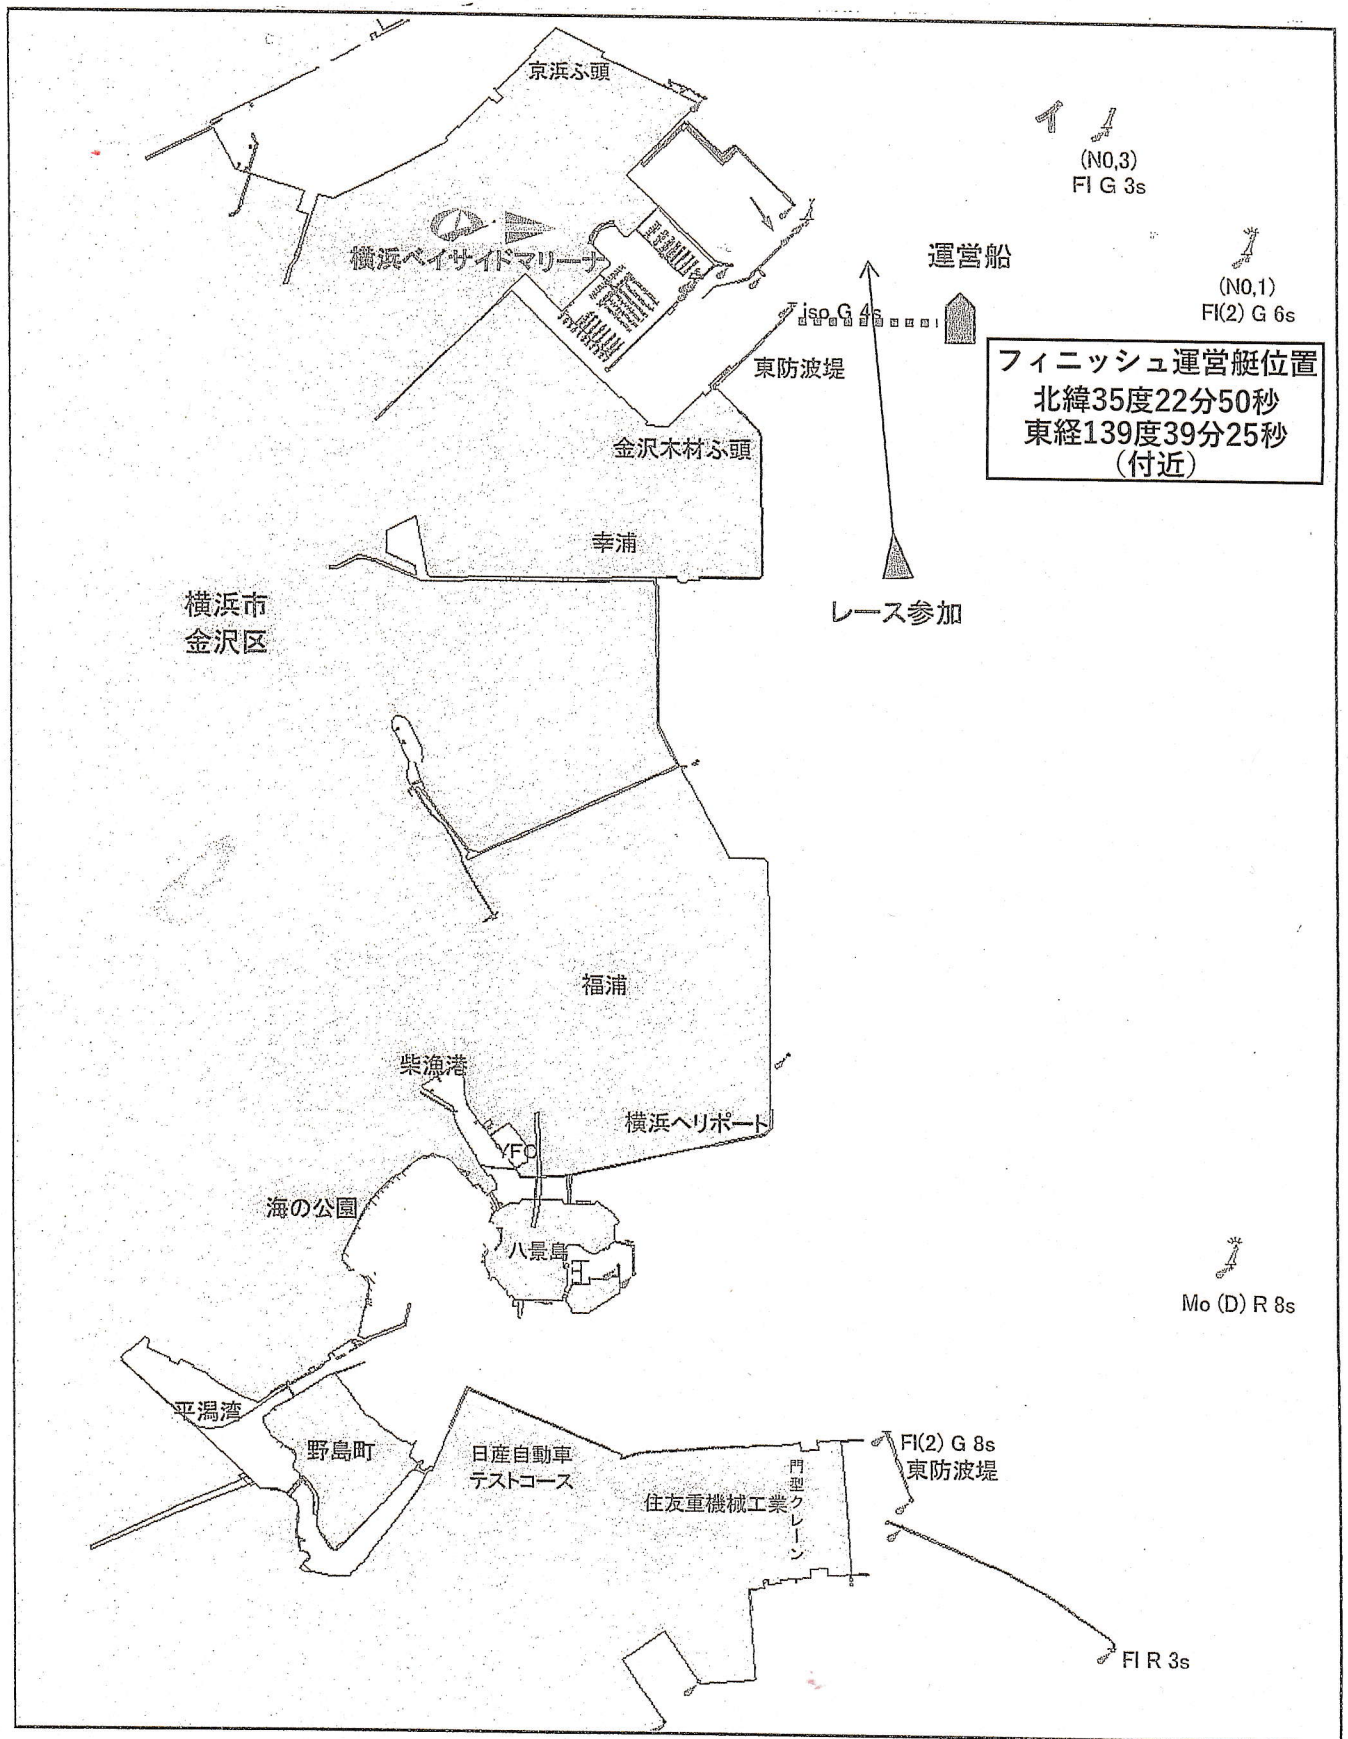 京浜ふ頭
イ
(N0,3)
Fl G 3s
横浜ベイサイドマリーナ
運営船
(N0,1)
Fl(2) G 6s
iso G 4s
東防波堤
フィニッシュ運営艇位置
北緯35度22分50秒
東経139度39分25秒
(付近)
金沢木材ふ頭
幸浦
横浜市
金沢区
レース参加
福浦
柴漁港
横浜ヘリポート
YFC
海の公園
八景島
Mo (D) R 8s
平潟湾
野島町
日産自動車
テストコース
門型クレーン
住友重機械工業
Fl(2) G 8s
東防波堤
Fl R 3s